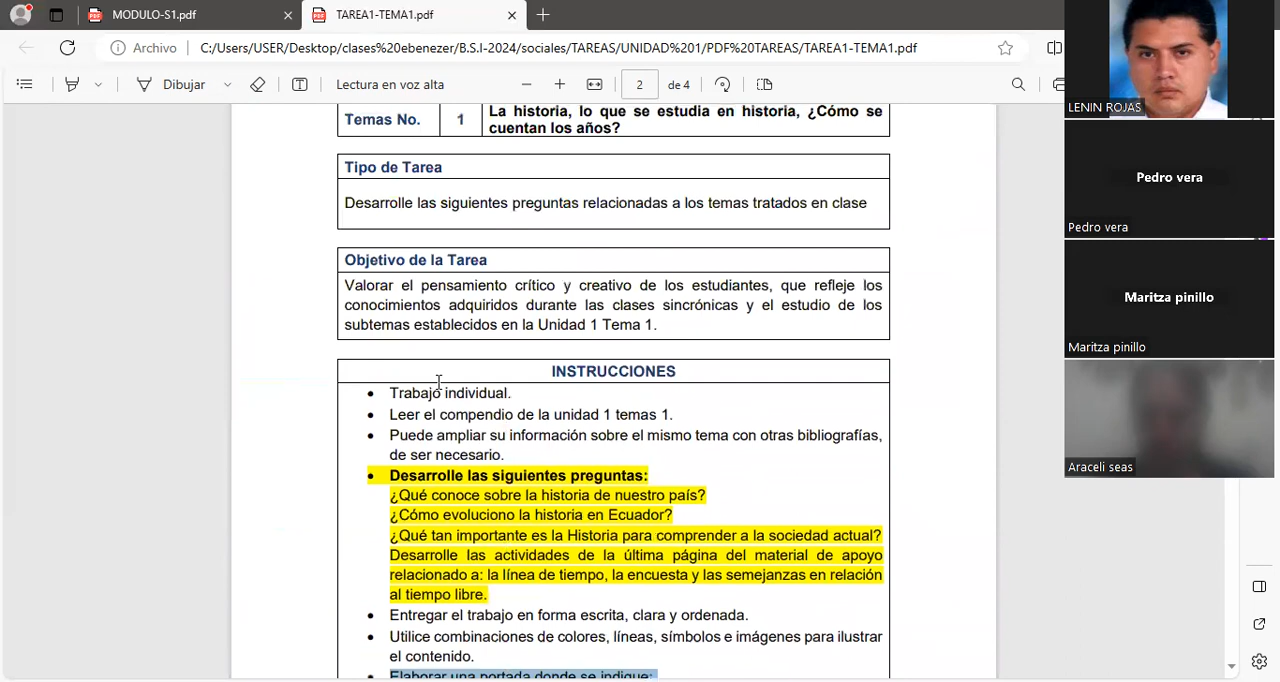 MODULO-S1.pdf
TAREA1-TEMA1.pdf
Archivo
C:/Users/USER/Desktop/clases%20ebenezer/B.S.I-2024/sociales/TAREAS/UNIDAD%201/PDF%20TAREAS/TAREA1-TEMA1.pdf
Dibujar
Lectura en voz alta
2 de 4
Temas No. 1 La historia, lo que se estudia en historia, ¿Cómo se
cuentan los años?
Tipo de Tarea
Desarrolle las siguientes preguntas relacionadas a los temas tratados en clase
Objetivo de la Tarea
Valorar el pensamiento crítico y creativo de los estudiantes, que refleje los
conocimientos adquiridos durante las clases sincrónicas y el estudio de los
subtemas establecidos en la Unidad 1 Tema 1.
INSTRUCCIONES
• Trabajo individual.
• Leer el compendio de la unidad 1 temas 1.
• Puede ampliar su información sobre el mismo tema con otras bibliografías,
de ser necesario.
• Desarrolle las siguientes preguntas:
¿Qué conoce sobre la historia de nuestro país?
¿Cómo evoluciono la historia en Ecuador?
¿Qué tan importante es la Historia para comprender a la sociedad actual?
Desarrolle las actividades de la última página del material de apoyo
relacionado a: la línea de tiempo, la encuesta y las semejanzas en relación
al tiempo libre.
• Entregar el trabajo en forma escrita, clara y ordenada.
• Utilice combinaciones de colores, líneas, símbolos e imágenes para ilustrar
el contenido.
• Elaborar una portada donde se indique:
LENIN ROJAS
Pedro vera
Pedro vera
Maritza pinillo
Maritza pinillo
Araceli seas